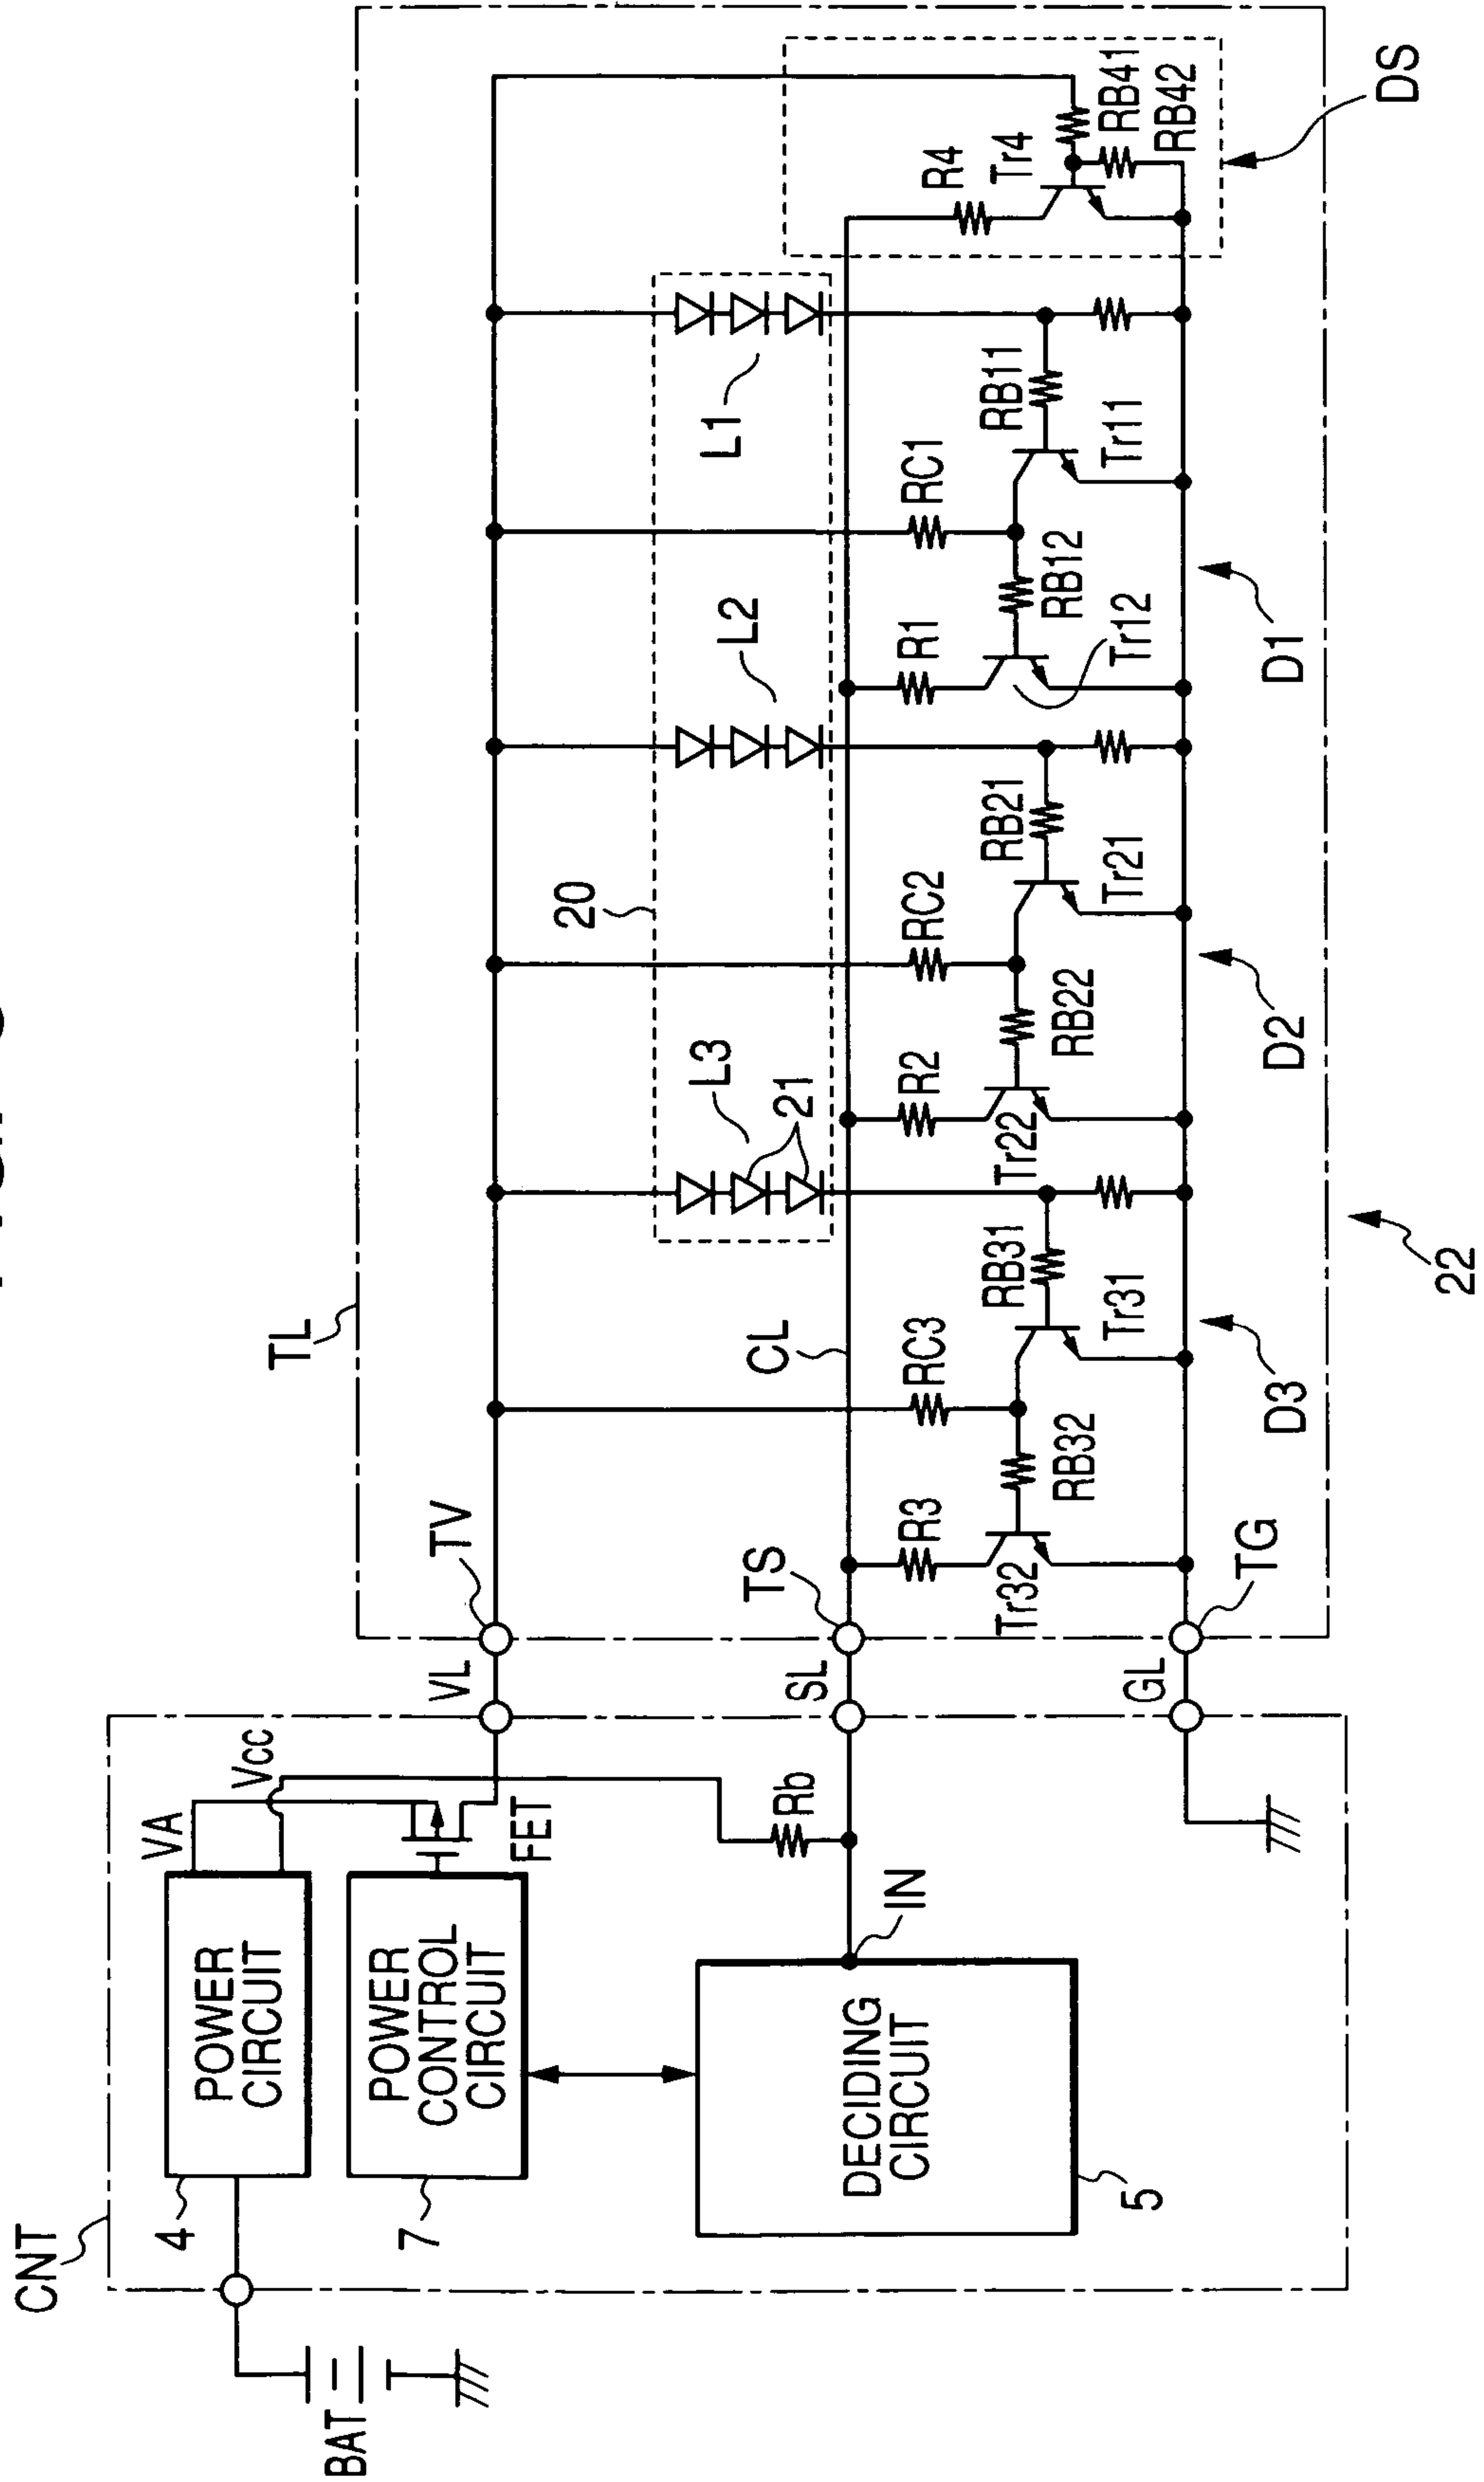 CNT
BAT
4
POWER
CIRCUIT
VA
Vcc
7
POWER
CONTROL
CIRCUIT
FET
5
DECIDING
CIRCUIT
IN
Rb
VL
SL
GL
TV
TS
TG
TL
CL
20
21
22
L3
L2
L1
R3
Tr32
RB32
RC3
Tr31
RB31
D3
R2
Tr22
RB22
RC2
Tr21
RB21
D2
R1
Tr12
RB12
RC1
Tr11
RB11
D1
R4
Tr4
RB41
RB42
DS